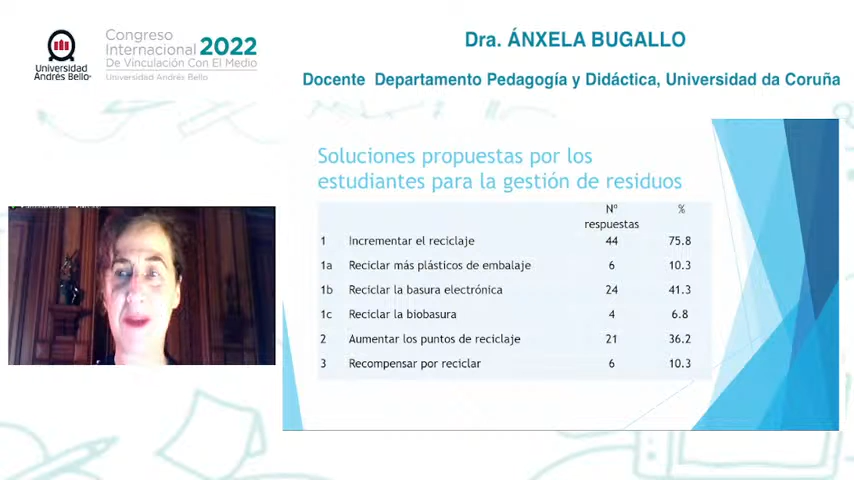 Universidad
Andrés Bello
Congreso
Internacional 2022
De Vinculación Con El Medio
Universidad Andrés Bello
Dra. ÁNXELA BUGALLO
Docente Departamento Pedagogía y Didáctica, Universidad da Coruña
Soluciones propuestas por los
estudiantes para la gestión de residuos
Nº respuestas %
1 Incrementar el reciclaje 44 75.8
1a Reciclar más plásticos de embalaje 6 10.3
1b Reciclar la basura electrónica 24 41.3
1c Reciclar la biobasura 4 6.8
2 Aumentar los puntos de reciclaje 21 36.2
3 Recompensar por reciclar 6 10.3